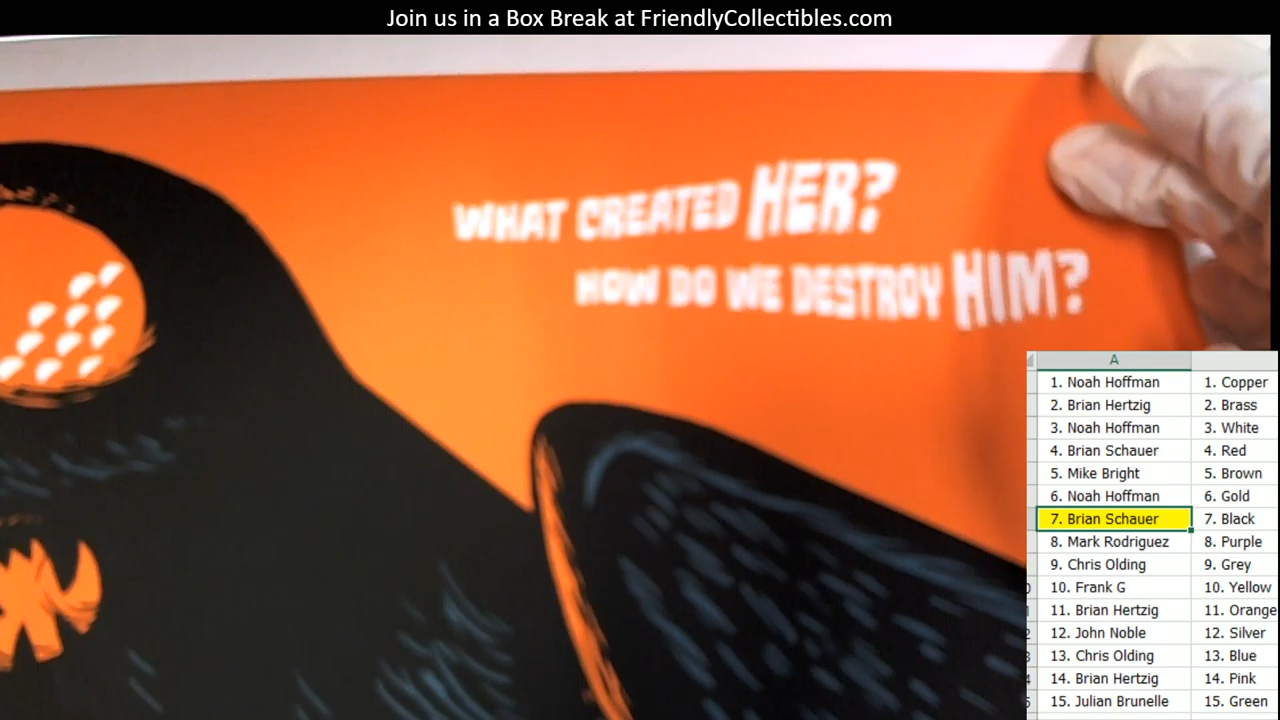 Join us in a Box Break at FriendlyCollectibles.com
WHAT CREATED HER?
HOW DO WE DESTROY HIM?
A
1. Noah Hoffman 1. Copper
2. Brian Hertzig 2. Brass
3. Noah Hoffman 3. White
4. Brian Schauer 4. Red
5. Mike Bright 5. Brown
6. Noah Hoffman 6. Gold
7. Brian Schauer 7. Black
8. Mark Rodriguez 8. Purple
9. Chris Olding 9. Grey
10. Frank G 10. Yellow
11. Brian Hertzig 11. Orange
12. John Noble 12. Silver
13. Chris Olding 13. Blue
14. Brian Hertzig 14. Pink
15. Julian Brunelle 15. Green